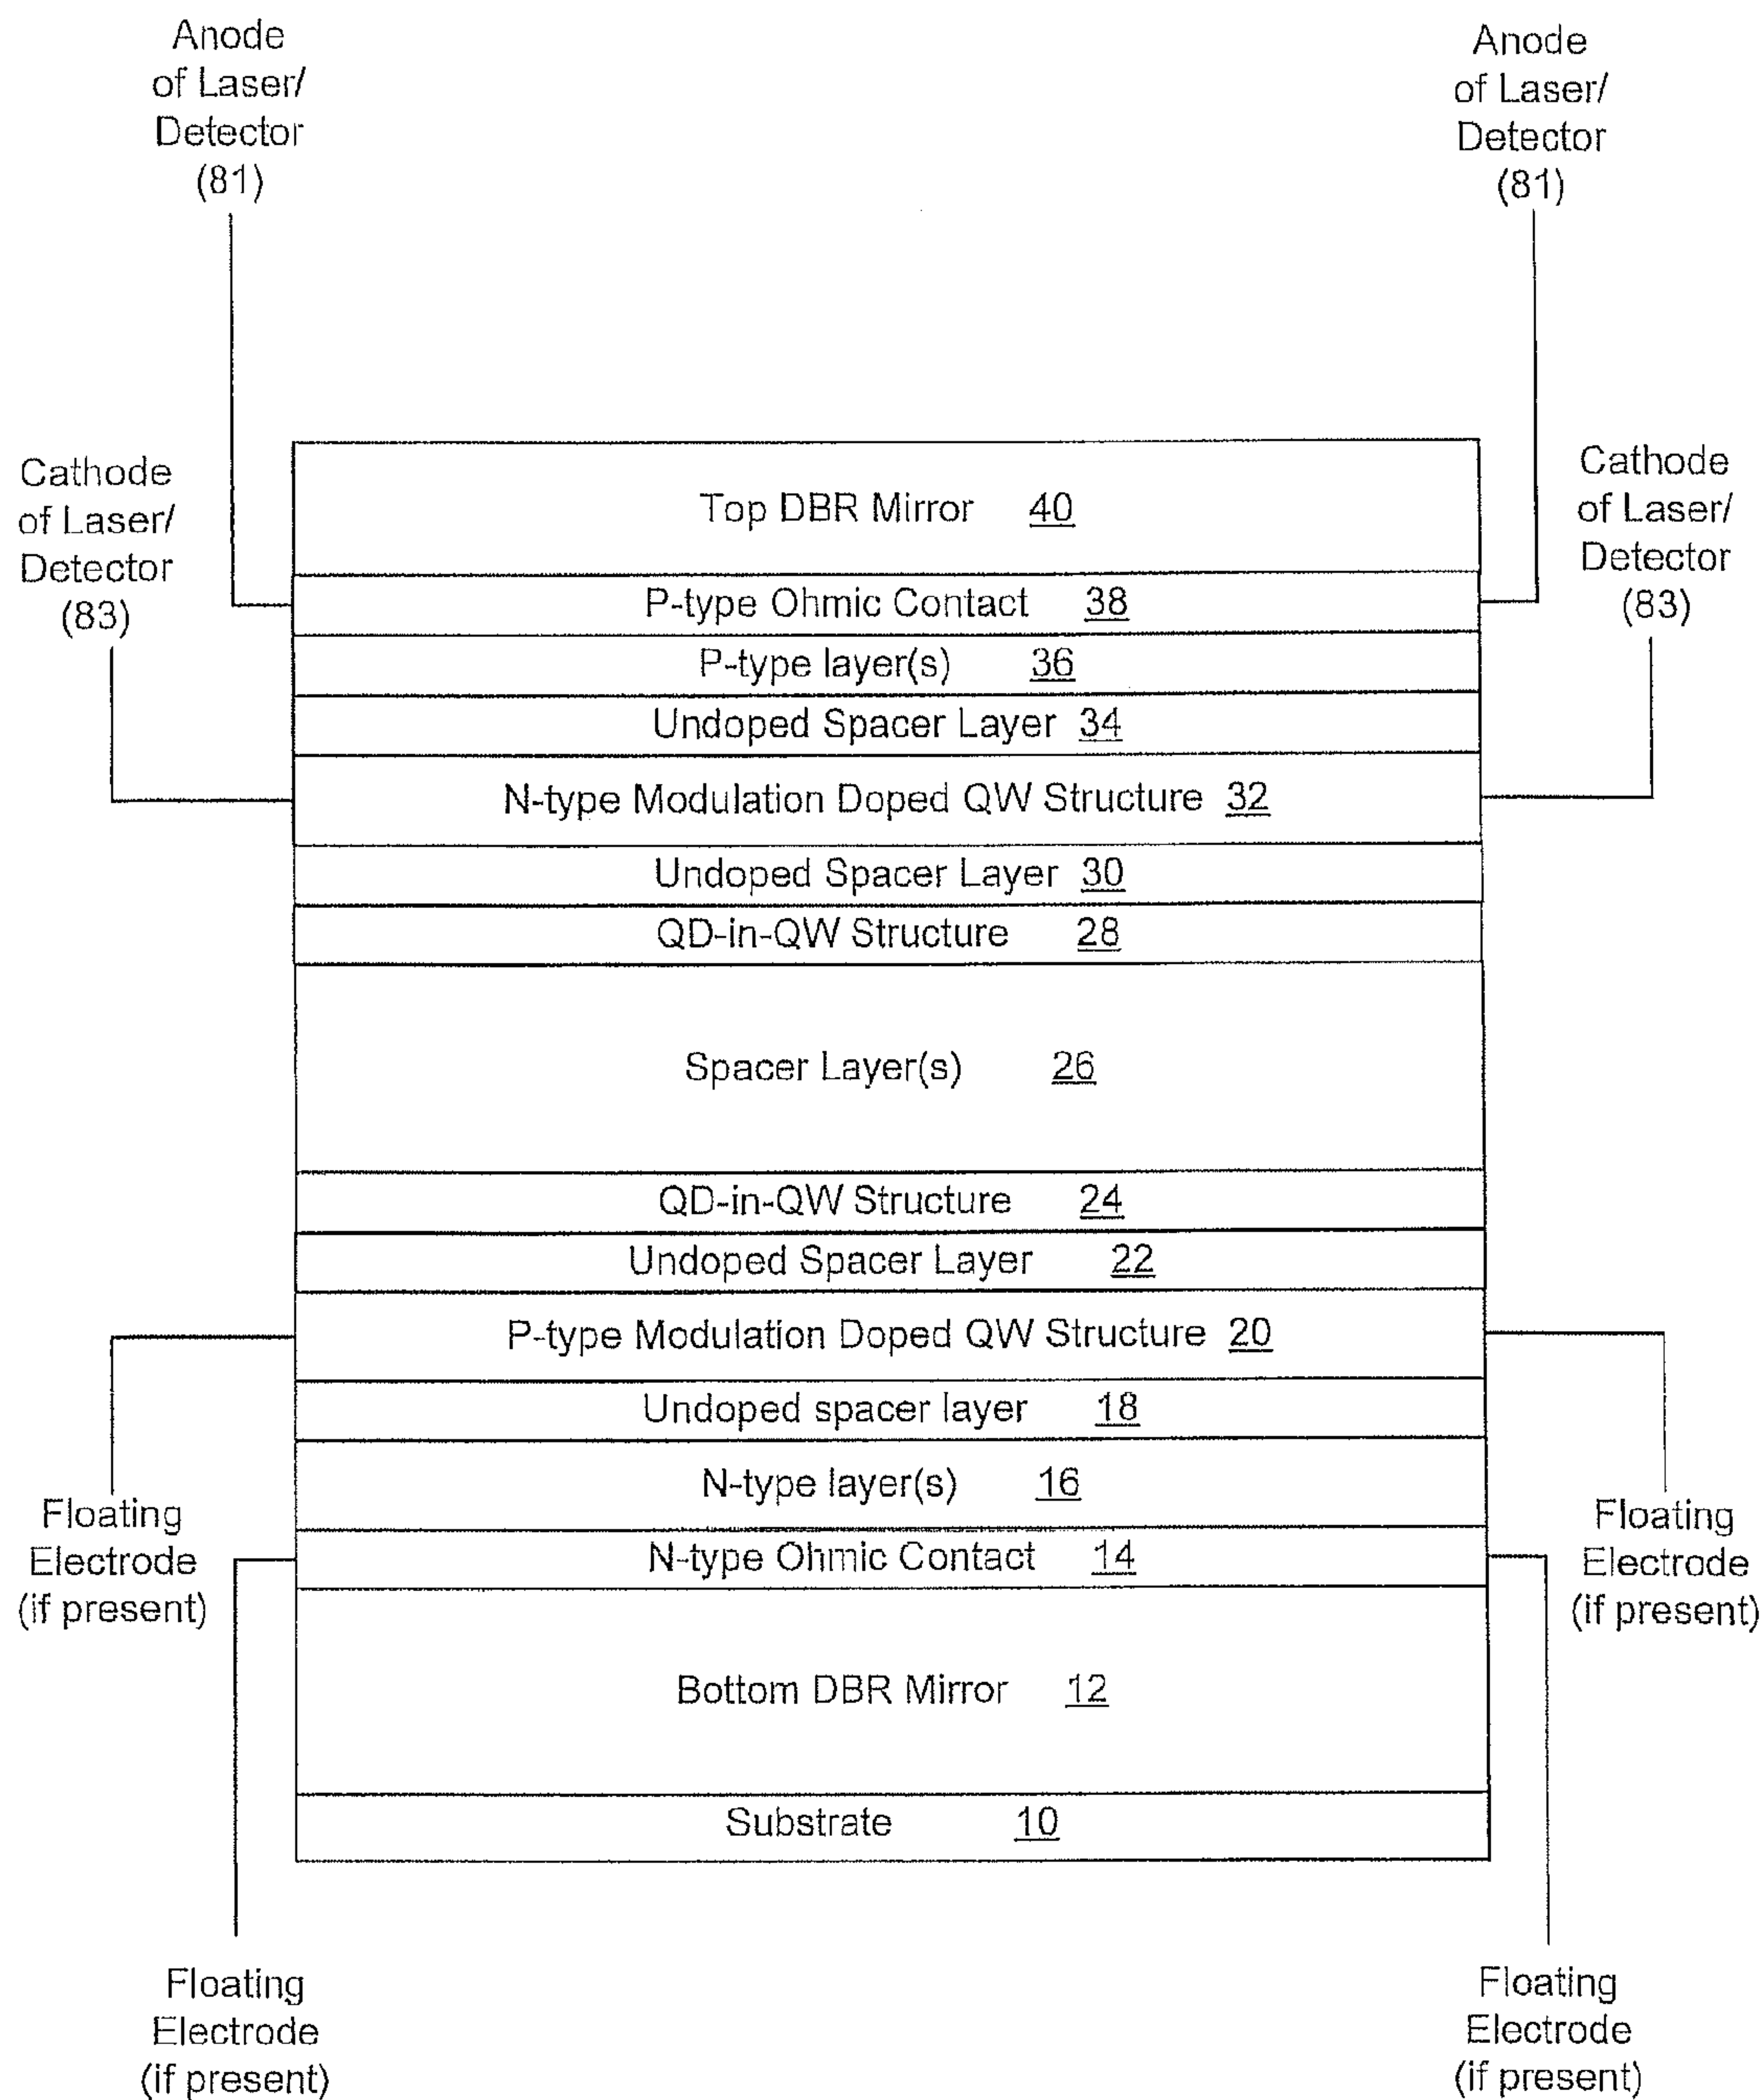 Anode
of Laser/
Detector
(81)
Anode
of Laser/
Detector
(81)
Cathode
of Laser/
Detector
(83)
Cathode
of Laser/
Detector
(83)
Top DBR Mirror 40
P-type Ohmic Contact 38
P-type layer(s) 36
Undoped Spacer Layer 34
N-type Modulation Doped QW Structure 32
Undoped Spacer Layer 30
QD-in-QW Structure 28
Spacer Layer(s) 26
QD-in-QW Structure 24
Undoped Spacer Layer 22
P-type Modulation Doped QW Structure 20
Undoped spacer layer 18
N-type layer(s) 16
N-type Ohmic Contact 14
Bottom DBR Mirror 12
Substrate 10
Floating
Electrode
(if present)
Floating
Electrode
(if present)
Floating
Electrode
(if present)
Floating
Electrode
(if present)